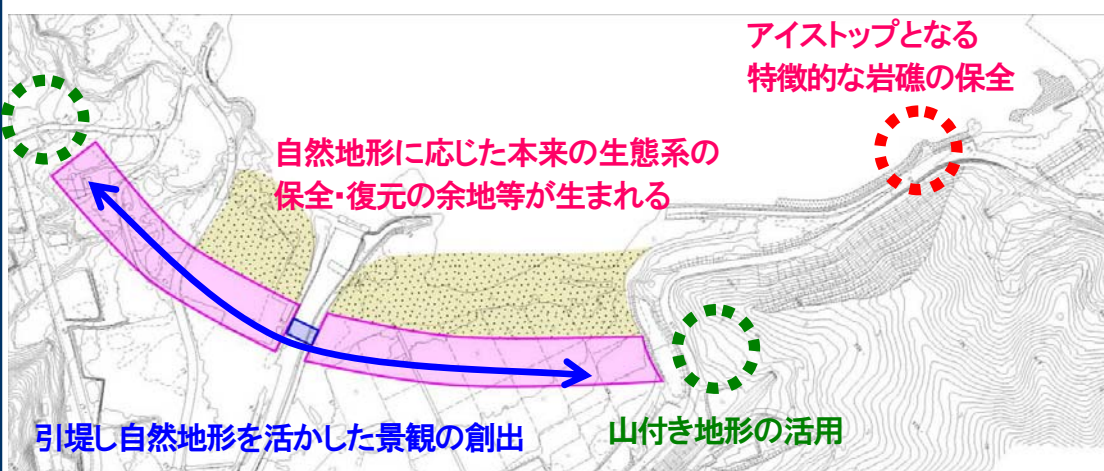 アイストップとなる
特徴的な岩礁の保全
自然地形に応じた本来の生態系の
保全・復元の余地等が生まれる
引堤し自然地形を活かした景観の創出
山付き地形の活用